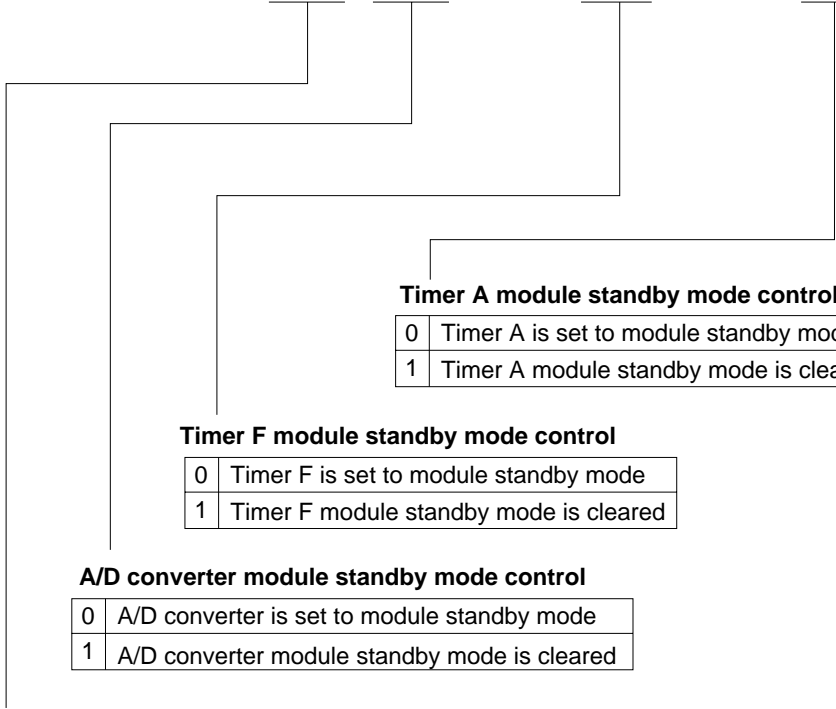 Timer A module standby mode control
0 Timer A is set to module standby
1 Timer A module standby mode is
Timer F module standby mode control
0 Timer F is set to module standby mode
1 Timer F module standby mode is cleared
A/D converter module standby mode control
0 A/D converter is set to module standby mode
1 A/D converter module standby mode is cleared